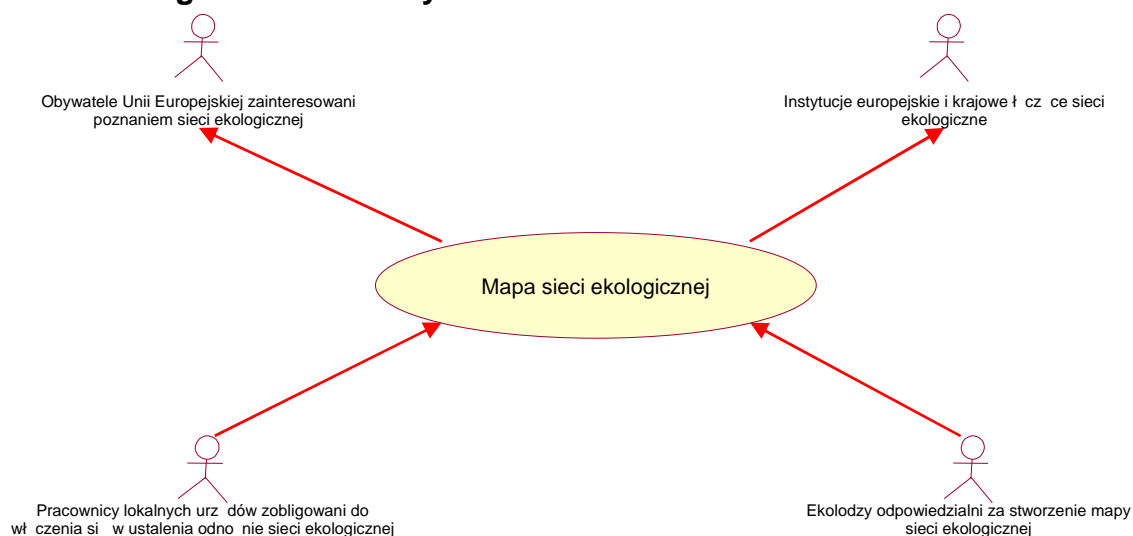 Obywatele Unii Europejskiej zainteresowani
poznaniem sieci ekologicznej
Instytucje europejskie i krajowe ł cz ce sieci
ekologiczne
Mapa sieci ekologicznej
Pracownicy lokalnych urz dów zobligowani do
wł czenia si w ustalenia odno nie sieci ekologicznej
Ekolodzy odpowiedzialni za stworzenie mapy
sieci ekologicznej